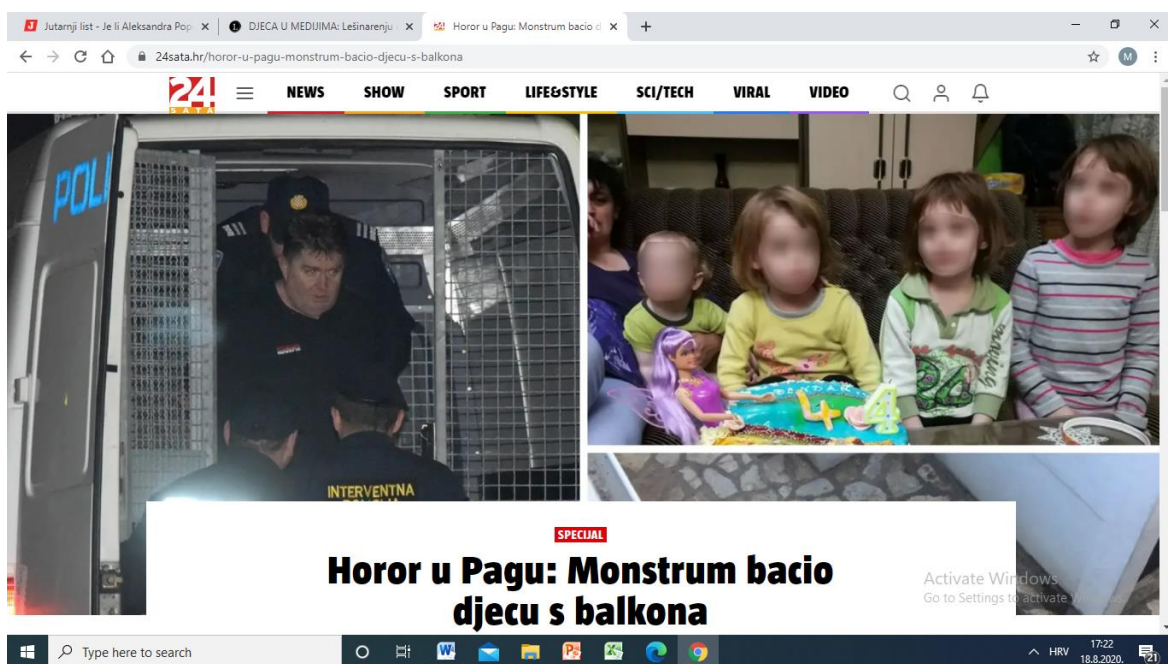 Jutarnji list - Je li Aleksandra Pop
DJECA U MEDIJIMA: Lešinarenju
Horor u Pagu: Monstrum bacio d
24sata.hr/horor-u-pagu-monstrum-bacio-djecu-s-balkona
M
24
SATA
NEWS SHOW SPORT LIFE&STYLE SCI/TECH VIRAL VIDEO
POLI
INTERVENTNA
4 4
SPECIJAL
Horor u Pagu: Monstrum bacio
djecu s balkona
Activate Windows
Go to Settings to activate
Type here to search
HRV
17:22
18.8.2020.
21